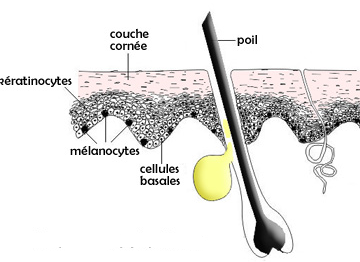 couche
cornée
poil
kératinocytes
mélanocytes
cellules
basales